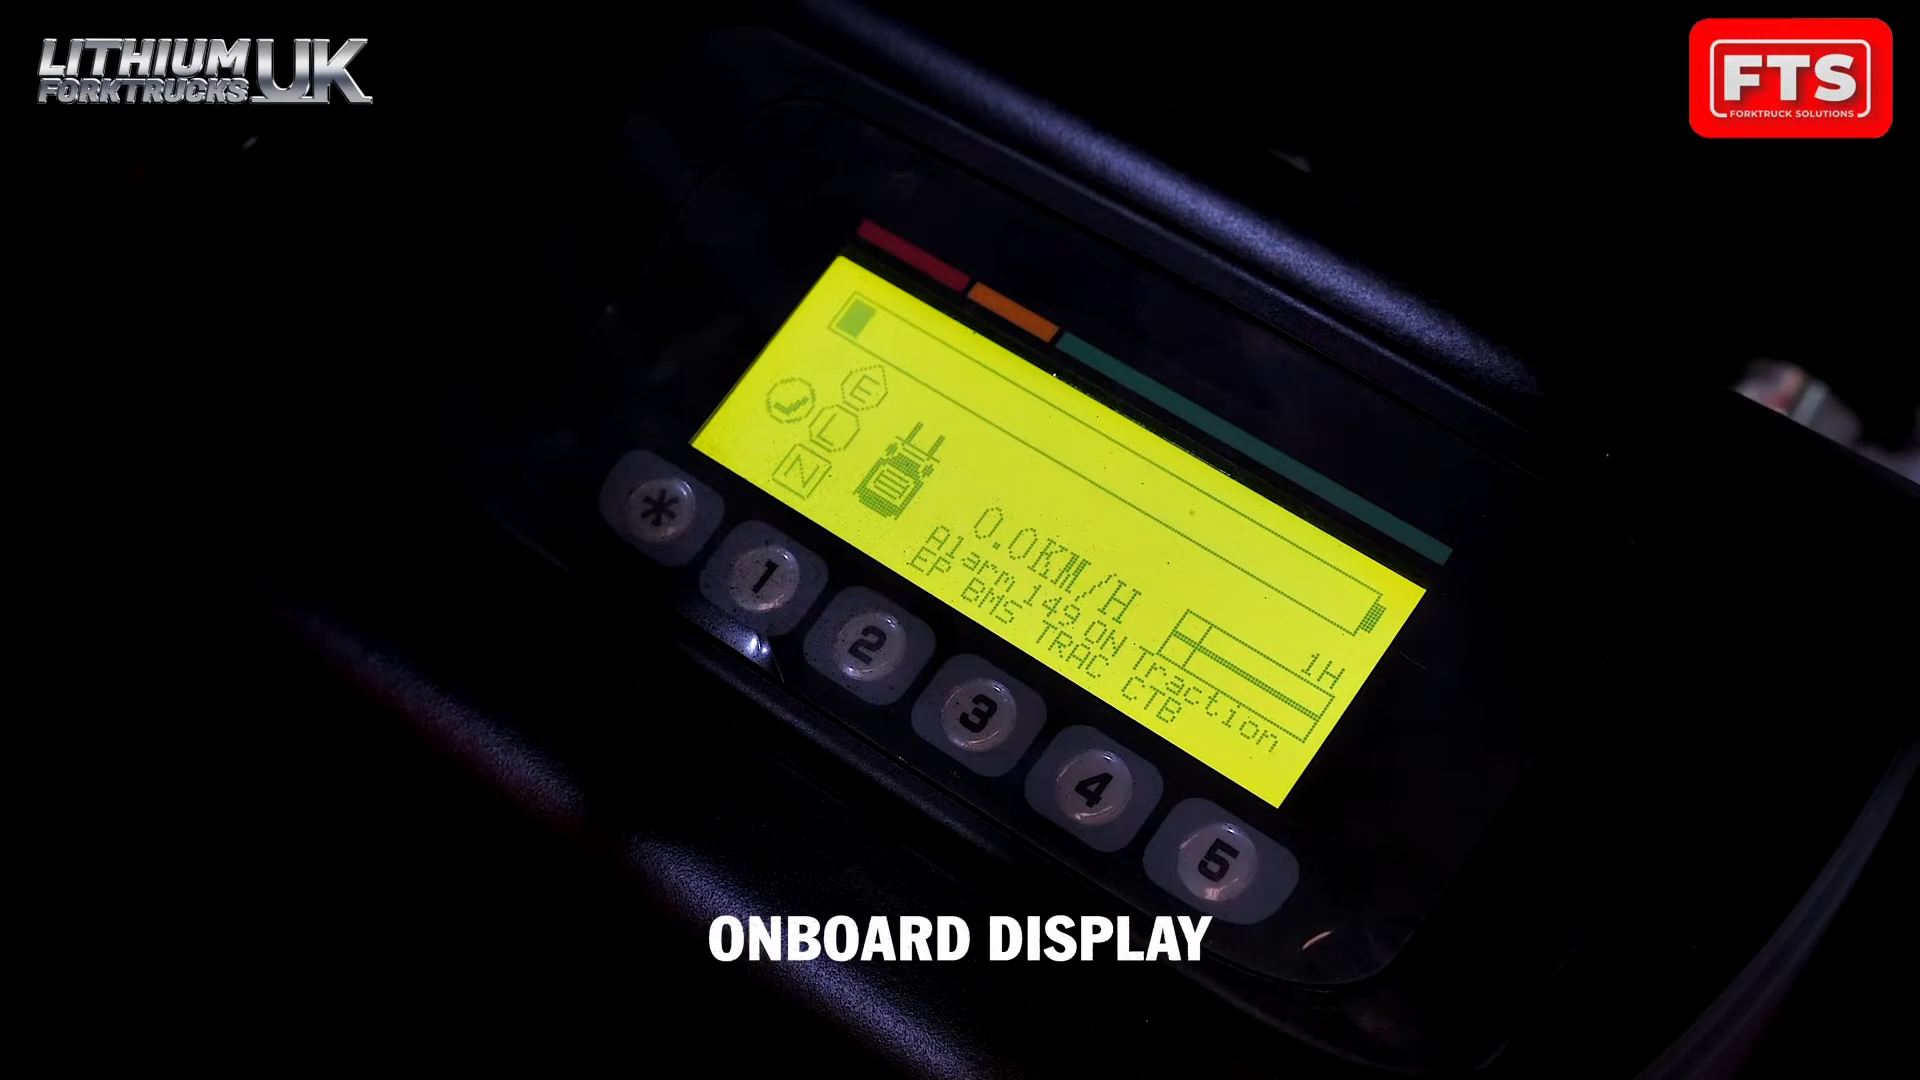 LITHIUM
FORKTRUCKS UK
FTS
FORKTRUCK SOLUTIONS
E
L
N
0.0KM/H
1H
Alarm 149 ON Traction
EP BMS TRAC CTB
* 1 2 3 4 5
ONBOARD DISPLAY